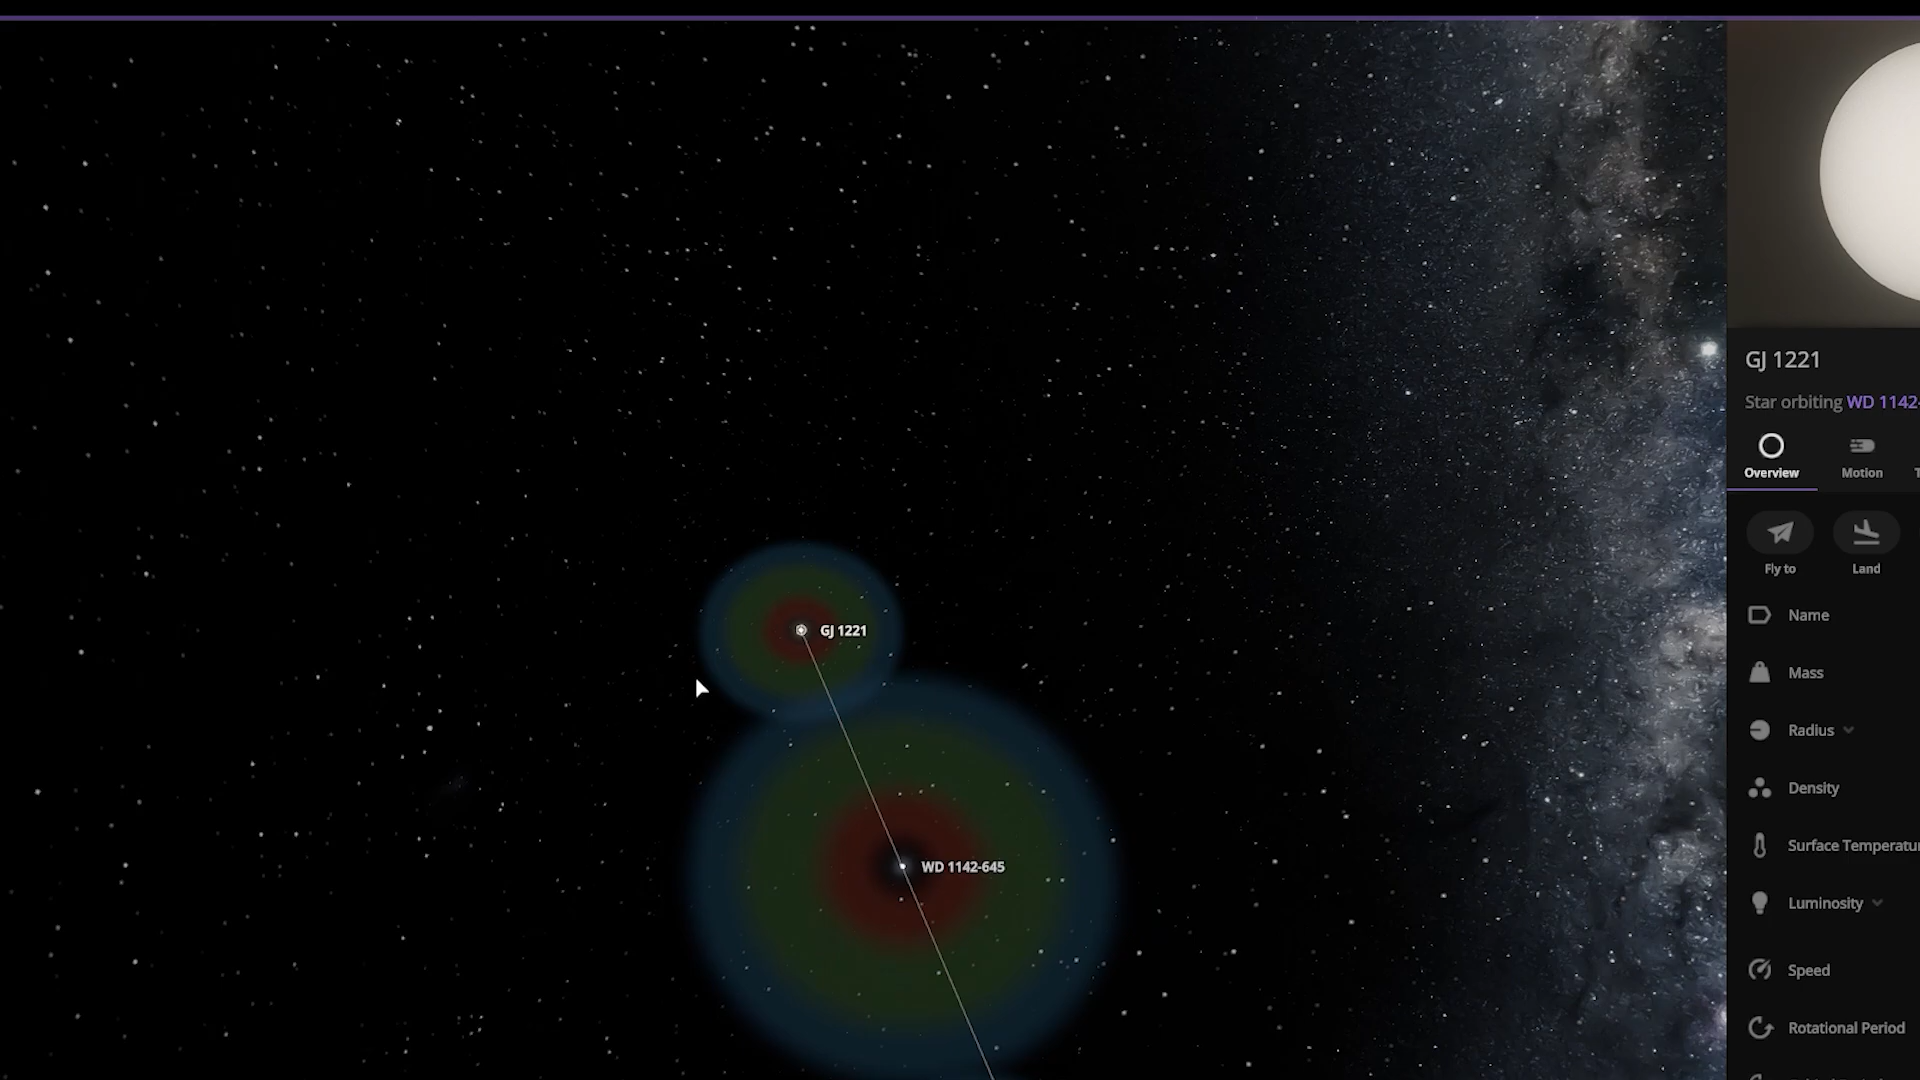 GJ 1221
WD 1142-645
GJ 1221
Star orbiting WD 1142-
Overview
Motion
Fly to
Land
Name
Mass
Radius
Density
Surface Temperatur
Luminosity
Speed
Rotational Period